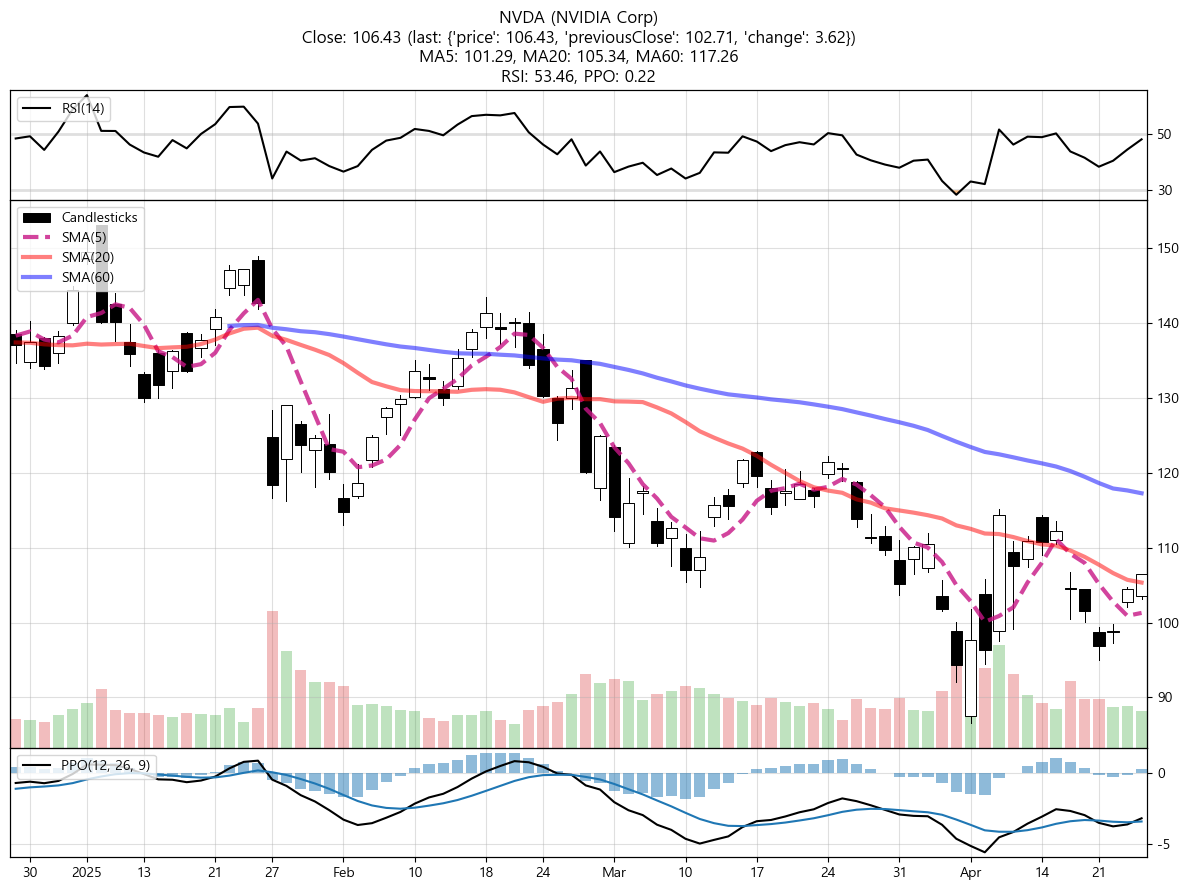 NVDA (NVIDIA Corp)
Close: 106.43 (last: {'price': 106.43, 'previousClose': 102.71, 'change': 3.62})
MA5: 101.29, MA20: 105.34, MA60: 117.26
RSI: 53.46, PPO: 0.22
RSI(14)
50
30
Candlesticks
SMA(5)
SMA(20)
SMA(60)
150
140
130
120
110
100
90
PPO(12, 26, 9)
0
-5
30 2025 13 21 27 Feb 10 18 24 Mar 10 17 24 31 Apr 14 21